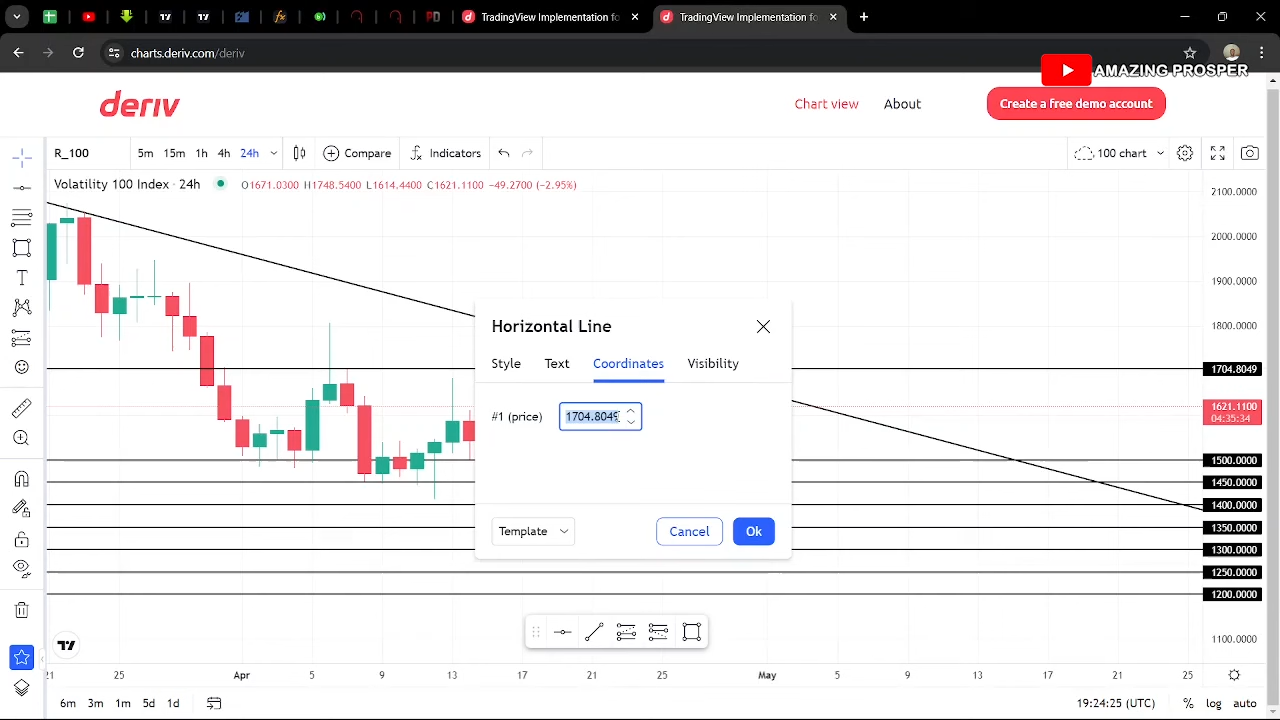 TradingView Implementation fo
TradingView Implementation fo
charts.deriv.com/deriv
AMAZING PROSPER
deriv
Chart view
About
Create a free demo account
R_100
5m 15m 1h 4h 24h
Compare
Indicators
100 chart
Volatility 100 Index · 24h
O1671.0300 H1748.5400 L1614.4400 C1621.1100 −49.2700 (−2.95%)
2100.0000
2000.0000
1900.0000
1800.0000
1704.8049
1621.1100
04:35:34
1500.0000
1450.0000
1400.0000
1350.0000
1300.0000
1250.0000
1200.0000
1100.0000
Horizontal Line
Style Text Coordinates Visibility
#1 (price)
1704.8049
Template
Cancel
Ok
21 25 Apr 5 9 13 17 21 25 May 5 9 13 17 21 25
6m 3m 1m 5d 1d
19:24:25 (UTC)
% log auto